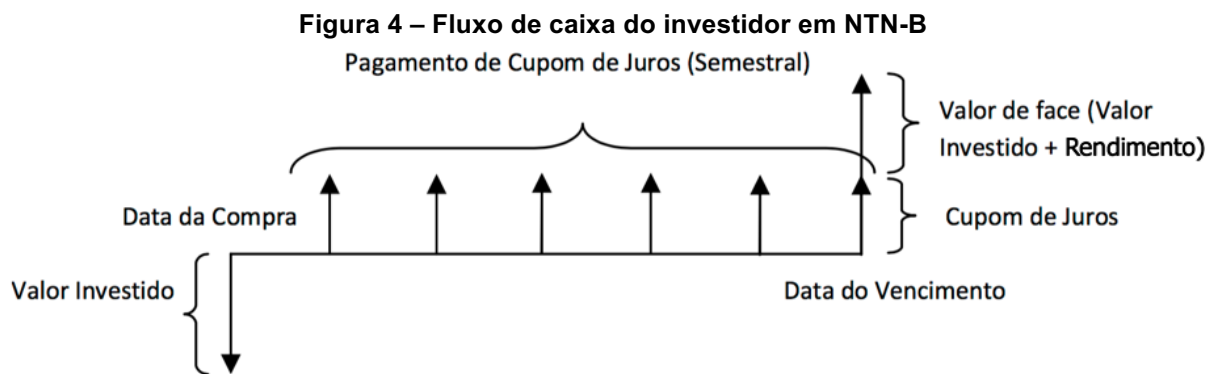 Figura 4 – Fluxo de caixa do investidor em NTN-B
Pagamento de Cupom de Juros (Semestral)
Valor de face (Valor
Investido + Rendimento)
Data da Compra
Cupom de Juros
Valor Investido
Data do Vencimento